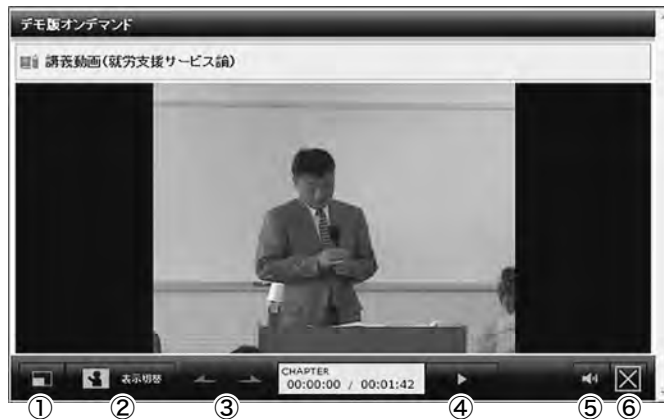 デモ版オンデマンド
講義動画(就労支援サービス論)
表示切替
CHAPTER
00:00:00 / 00:01:42
① ② ③ ④ ⑤ ⑥